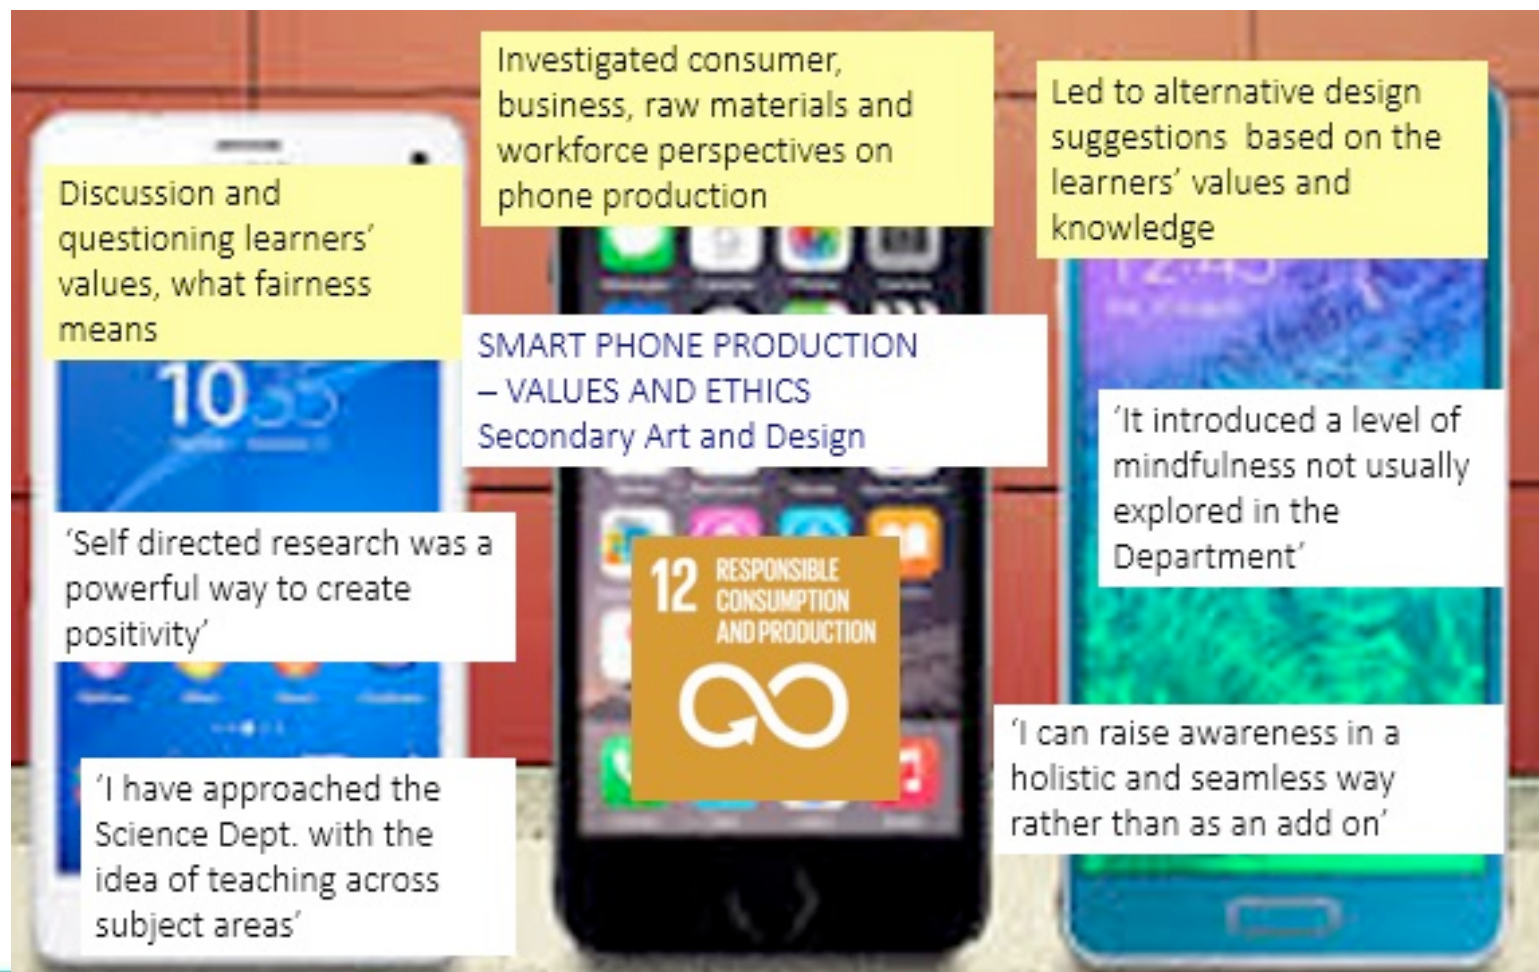 Investigated consumer,
business, raw materials and
workforce perspectives on
phone production
Led to alternative design
suggestions  based on the
learners’ values and
knowledge
Discussion and
questioning learners’
values, what fairness
means
SMART PHONE PRODUCTION
– VALUES AND ETHICS
Secondary Art and Design
10 35
12:45
‘It introduced a level of
mindfulness not usually
explored in the
Department’
‘Self directed research was a
powerful way to create
positivity’
12 RESPONSIBLE
CONSUMPTION
AND PRODUCTION
‘I can raise awareness in a
holistic and seamless way
rather than as an add on’
‘I have approached the
Science Dept. with the
idea of teaching across
subject areas’